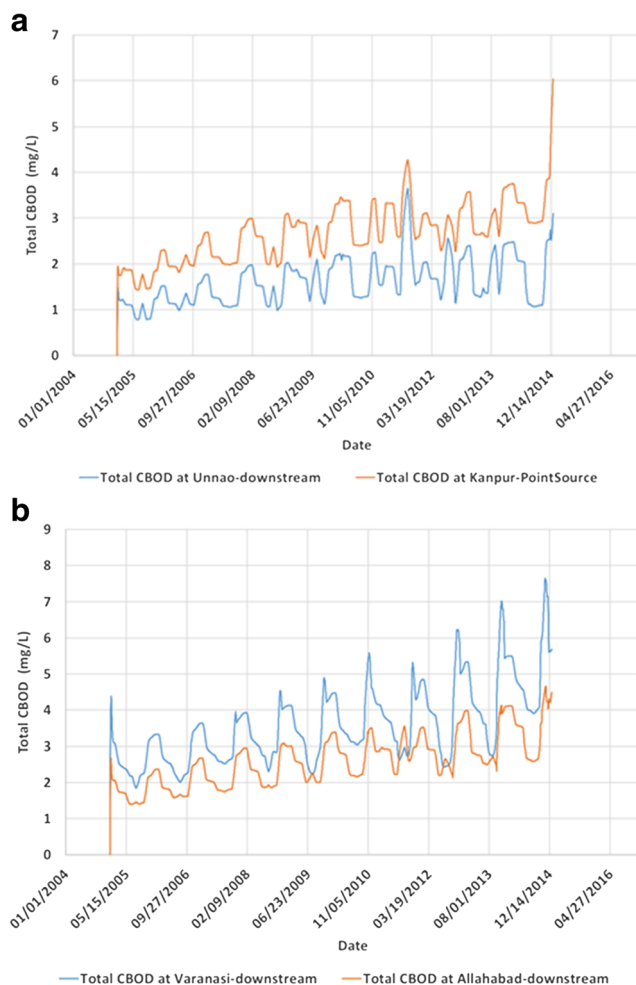 a
7
6
5
4
3
2
1
0
Total CBOD (mg/L)
01/01/2004 05/15/2005 09/27/2006 02/09/2008 06/23/2009 11/05/2010 03/19/2012 08/01/2013 12/14/2014 04/27/2016
Date
Total CBOD at Unnao-downstream Total CBOD at Kanpur-PointSource
b
9
8
7
6
5
4
3
2
1
0
Total CBOD (mg/L)
01/01/2004 05/15/2005 09/27/2006 02/09/2008 06/23/2009 11/05/2010 03/19/2012 08/01/2013 12/14/2014 04/27/2016
Date
Total CBOD at Varanasi-downstream Total CBOD at Allahabad-downstream